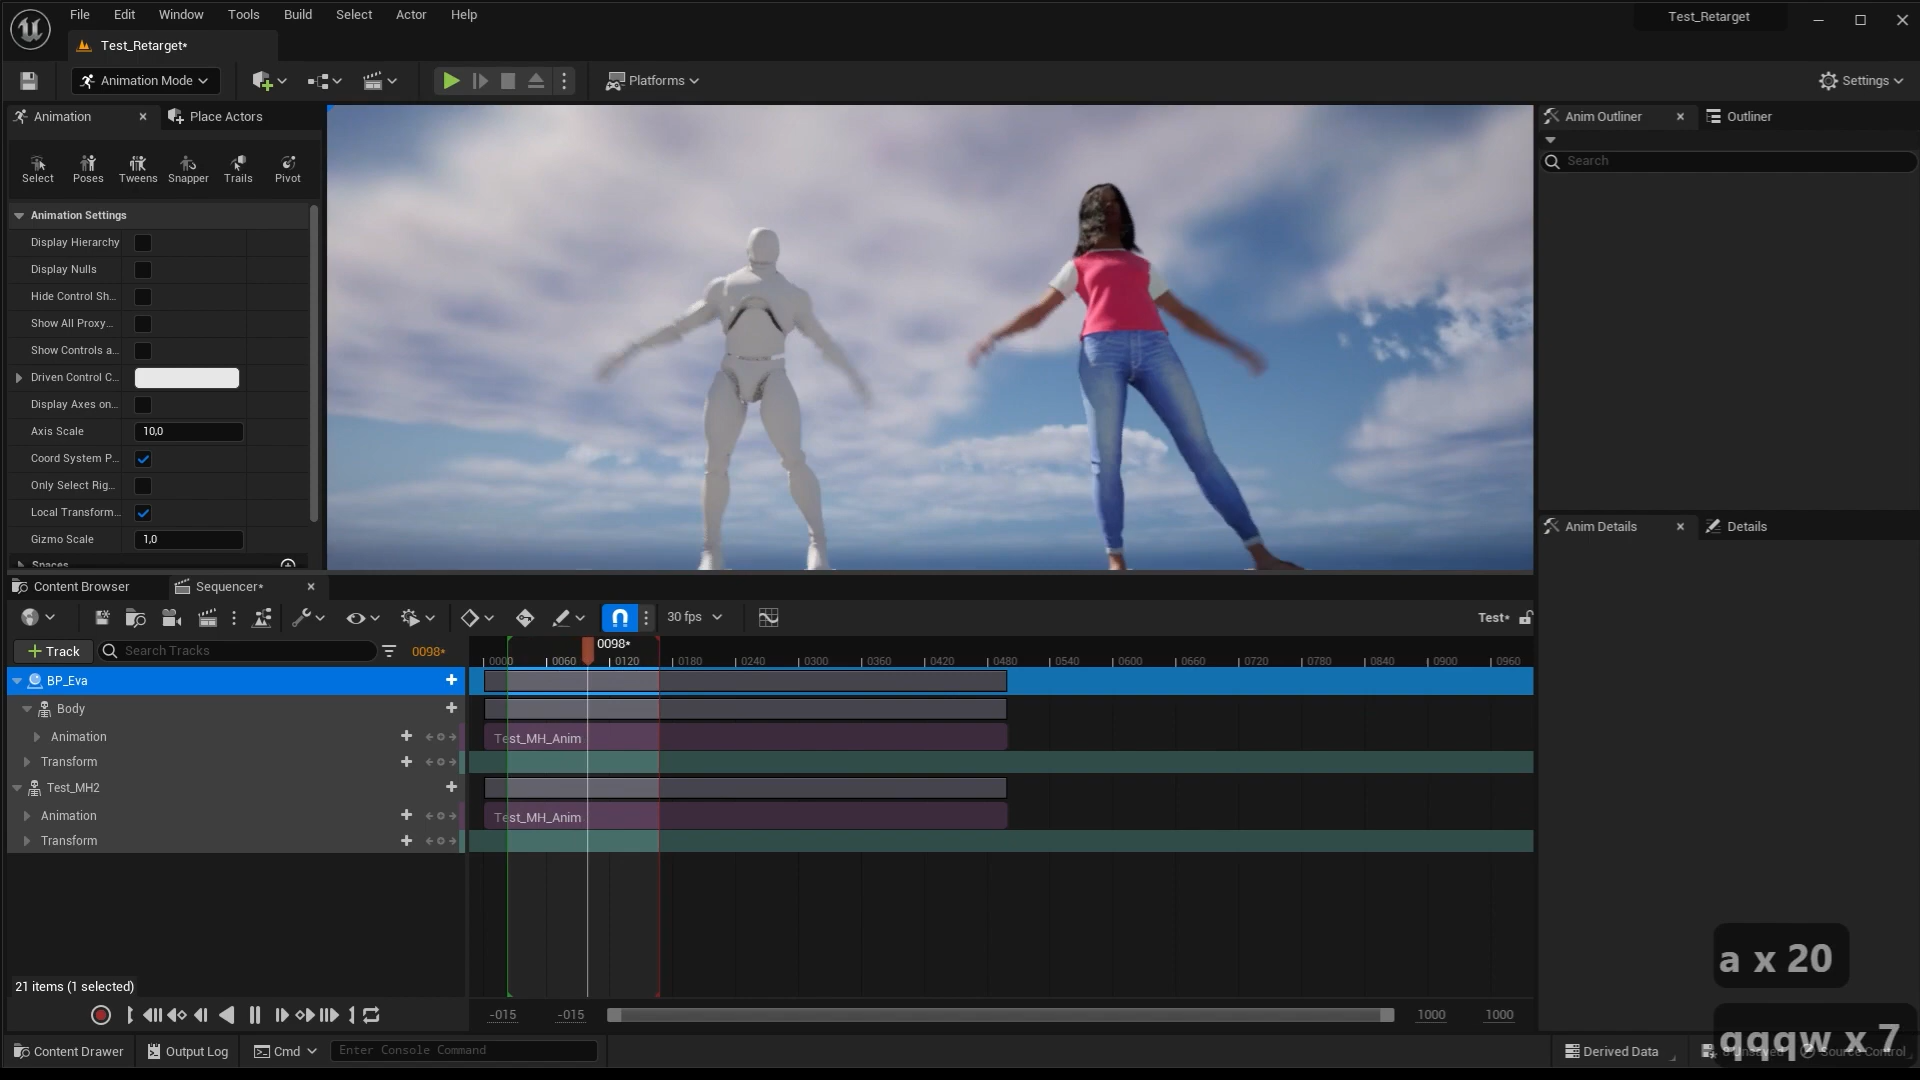 File Edit Window Tools Build Select Actor Help
Test_Retarget
Test_Retarget*
Animation Mode
Platforms
Settings
Animation
Place Actors
Anim Outliner
Outliner
Search
Select Poses Tweens Snapper Trails Pivot
Animation Settings
Display Hierarchy
Display Nulls
Hide Control Sh...
Show All Proxy...
Show Controls a...
Driven Control C...
Display Axes on...
Axis Scale 10,0
Coord System P...
Only Select Rig...
Local Transform...
Gizmo Scale 1,0
Spaces
Anim Details
Details
Content Browser
Sequencer*
30 fps
Test*
Track
Search Tracks
0098*
0098*
0000 0060 0120 0180 0240 0300 0360 0420 0480 0540 0600 0660 0720 0780 0840 0900 0960
BP_Eva
Body
Animation
Test_MH_Anim
Transform
Test_MH2
Animation
Test_MH_Anim
Transform
21 items (1 selected)
-015 -015 1000 1000
a x 20
qqqw x 7
Content Drawer
Output Log
Cmd
Enter Console Command
Derived Data
Source Control